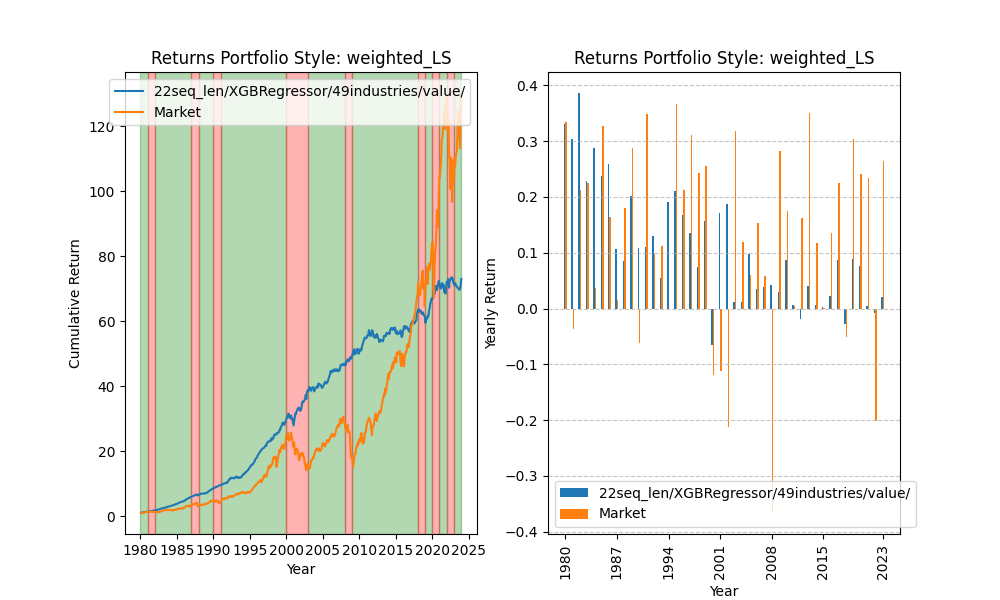 Returns Portfolio Style: weighted_LS
22seq_len/XGBRegressor/49industries/value/
Market
120
100
80
60
40
20
0
Cumulative Return
1980 1985 1990 1995 2000 2005 2010 2015 2020 2025
Year
Returns Portfolio Style: weighted_LS
0.4
0.3
0.2
0.1
0.0
−0.1
−0.2
−0.3
−0.4
Yearly Return
22seq_len/XGBRegressor/49industries/value/
Market
1980
1987
1994
2001
2008
2015
2023
Year